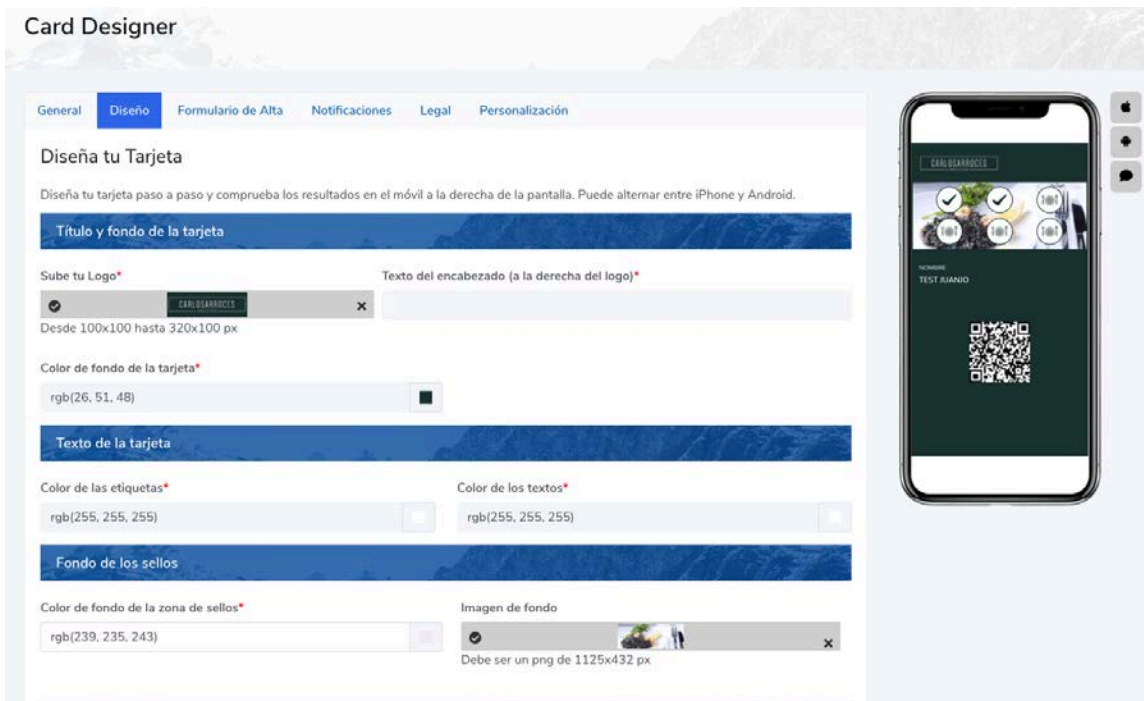 Card Designer
General Diseño Formulario de Alta Notificaciones Legal Personalización
Diseña tu Tarjeta
Diseña tu tarjeta paso a paso y comprueba los resultados en el móvil a la derecha de la pantalla. Puede alternar entre iPhone y Android.
Título y fondo de la tarjeta
Sube tu Logo* Texto del encabezado (a la derecha del logo)*
CARLOSARROCES
Desde 100x100 hasta 320x100 px
Color de fondo de la tarjeta*
rgb(26, 51, 48)
Texto de la tarjeta
Color de las etiquetas* Color de los textos*
rgb(255, 255, 255) rgb(255, 255, 255)
Fondo de los sellos
Color de fondo de la zona de sellos* Imagen de fondo
rgb(239, 235, 243)
Debe ser un png de 1125x432 px
CARLOSARROCES
NOMBRE
TEST JUANJO